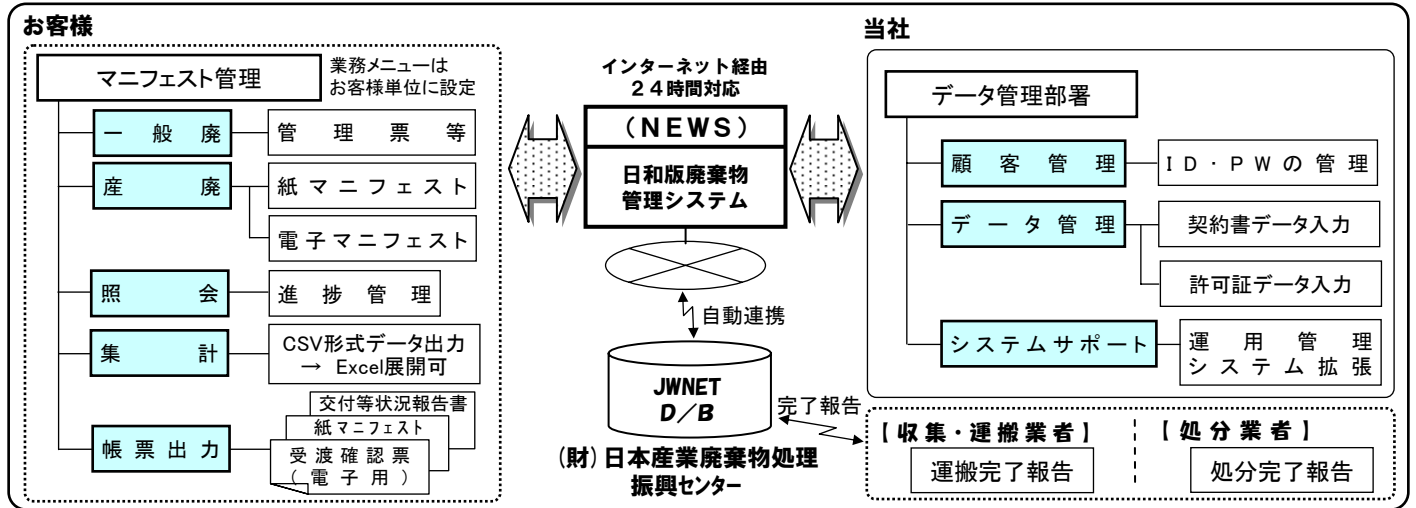 お客様
マニフェスト管理
業務メニューは
お客様単位に設定
一般廃
管理票等
産廃
紙マニフェスト
電子マニフェスト
照会
進捗管理
集計
CSV形式データ出力
→ Excel展開可
帳票出力
交付等状況報告書
紙マニフェスト
受渡確認票
(電子用)
インターネット経由
24時間対応
(NEWS)
日和版廃棄物
管理システム
自動連携
JWNET
D/B
完了報告
(財)日本産業廃棄物処理
振興センター
当社
データ管理部署
顧客管理
ID・PWの管理
データ管理
契約書データ入力
許可証データ入力
システムサポート
運用管理
システム拡張
【収集・運搬業者】
運搬完了報告
【処分業者】
処分完了報告